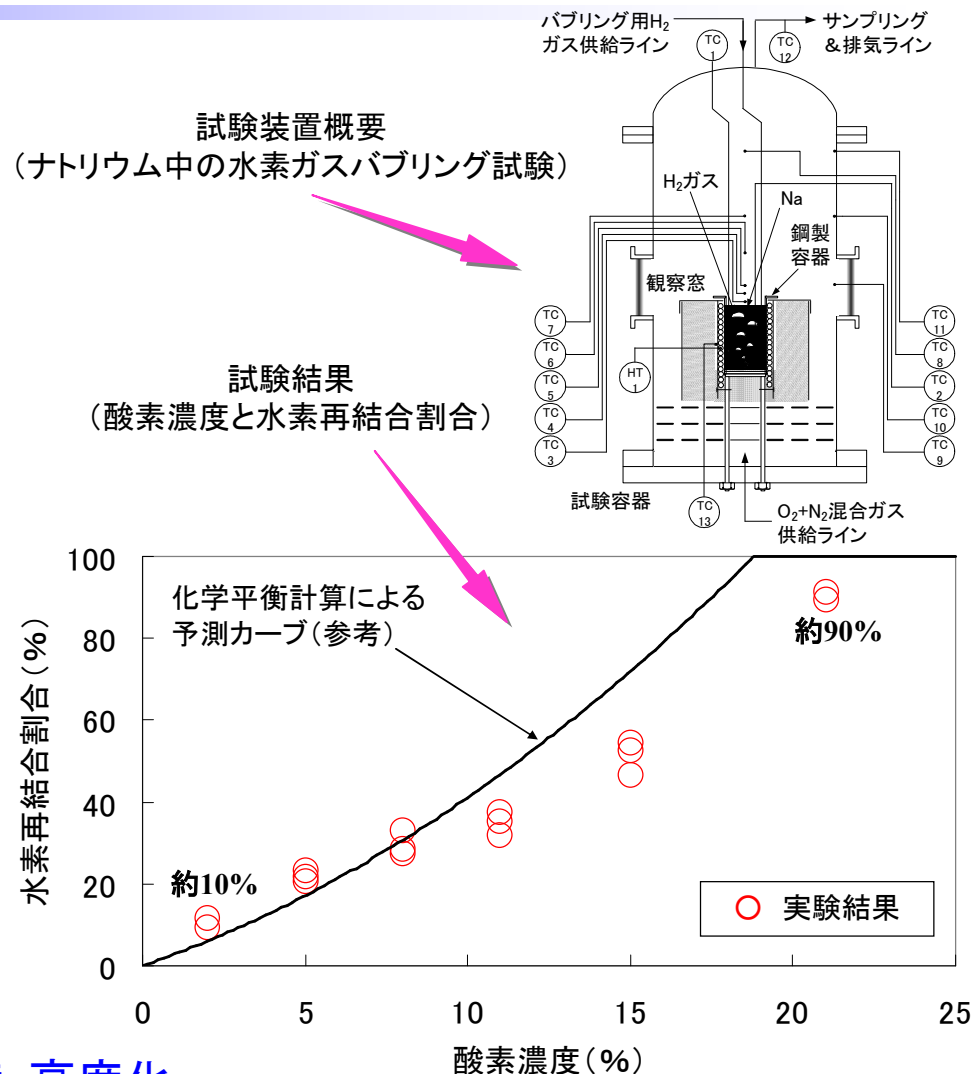 バブリング用H₂
ガス供給ライン
サンプリング
&排気ライン
TC
1
TC
12
試験装置概要
(ナトリウム中の水素ガスバブリング試験)
H₂ガス
Na
鋼製
容器
観察窓
TC
7
TC
6
TC
5
TC
4
TC
3
HT
1
TC
11
TC
8
TC
2
TC
10
TC
9
試験容器
TC
13
O₂+N₂混合ガス
供給ライン
試験結果
(酸素濃度と水素再結合割合)
化学平衡計算による
予測カーブ(参考)
約90%
約10%
実験結果
水素再結合割合(%)
100
80
60
40
20
0
0 5 10 15 20 25
酸素濃度(%)